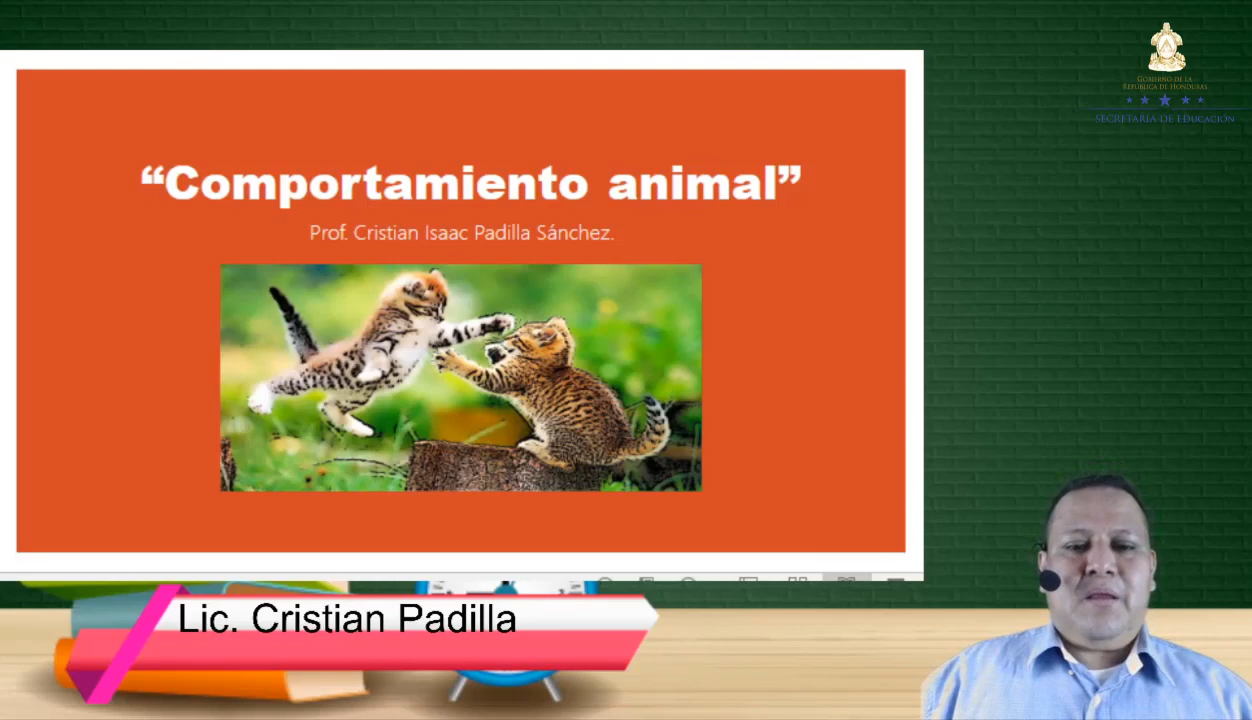 “Comportamiento animal”
Prof. Cristian Isaac Padilla Sánchez.
GOBIERNO DE LA
REPÚBLICA DE HONDURAS
SECRETARÍA DE EDUCACIÓN
Lic. Cristian Padilla